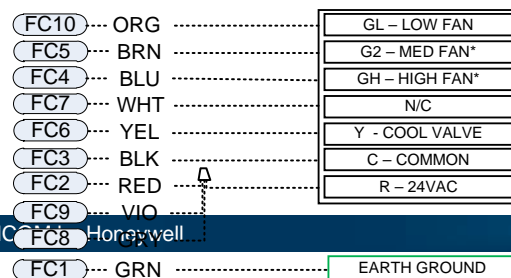 FC10 ORG GL – LOW FAN
FC5 BRN G2 – MED FAN*
FC4 BLU GH – HIGH FAN*
FC7 WHT N/C
FC6 YEL Y - COOL VALVE
FC3 BLK C – COMMON
FC2 RED R – 24VAC
FC9 VIO
FC8 GRY Honeywell
FC1 GRN EARTH GROUND